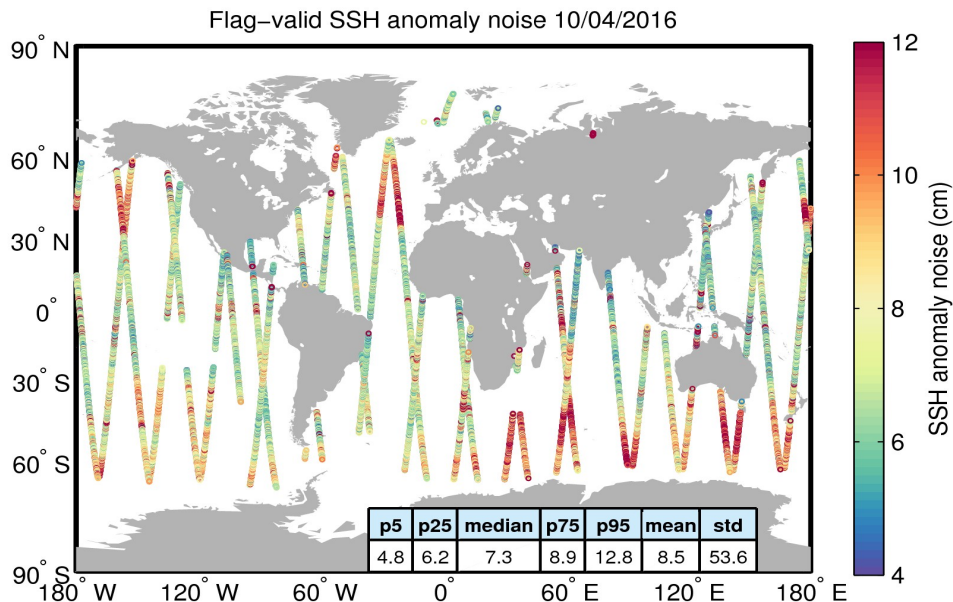 Flag−valid SSH anomaly noise 10/04/2016
90° N
60° N
30° N
0°
30° S
60° S
90° S
180° W
120° W
60° W
0°
60° E
120° E
180° E
p5 p25 median p75 p95 mean std
4.8 6.2 7.3 8.9 12.8 8.5 53.6
12
10
8
6
4
SSH anomaly noise (cm)